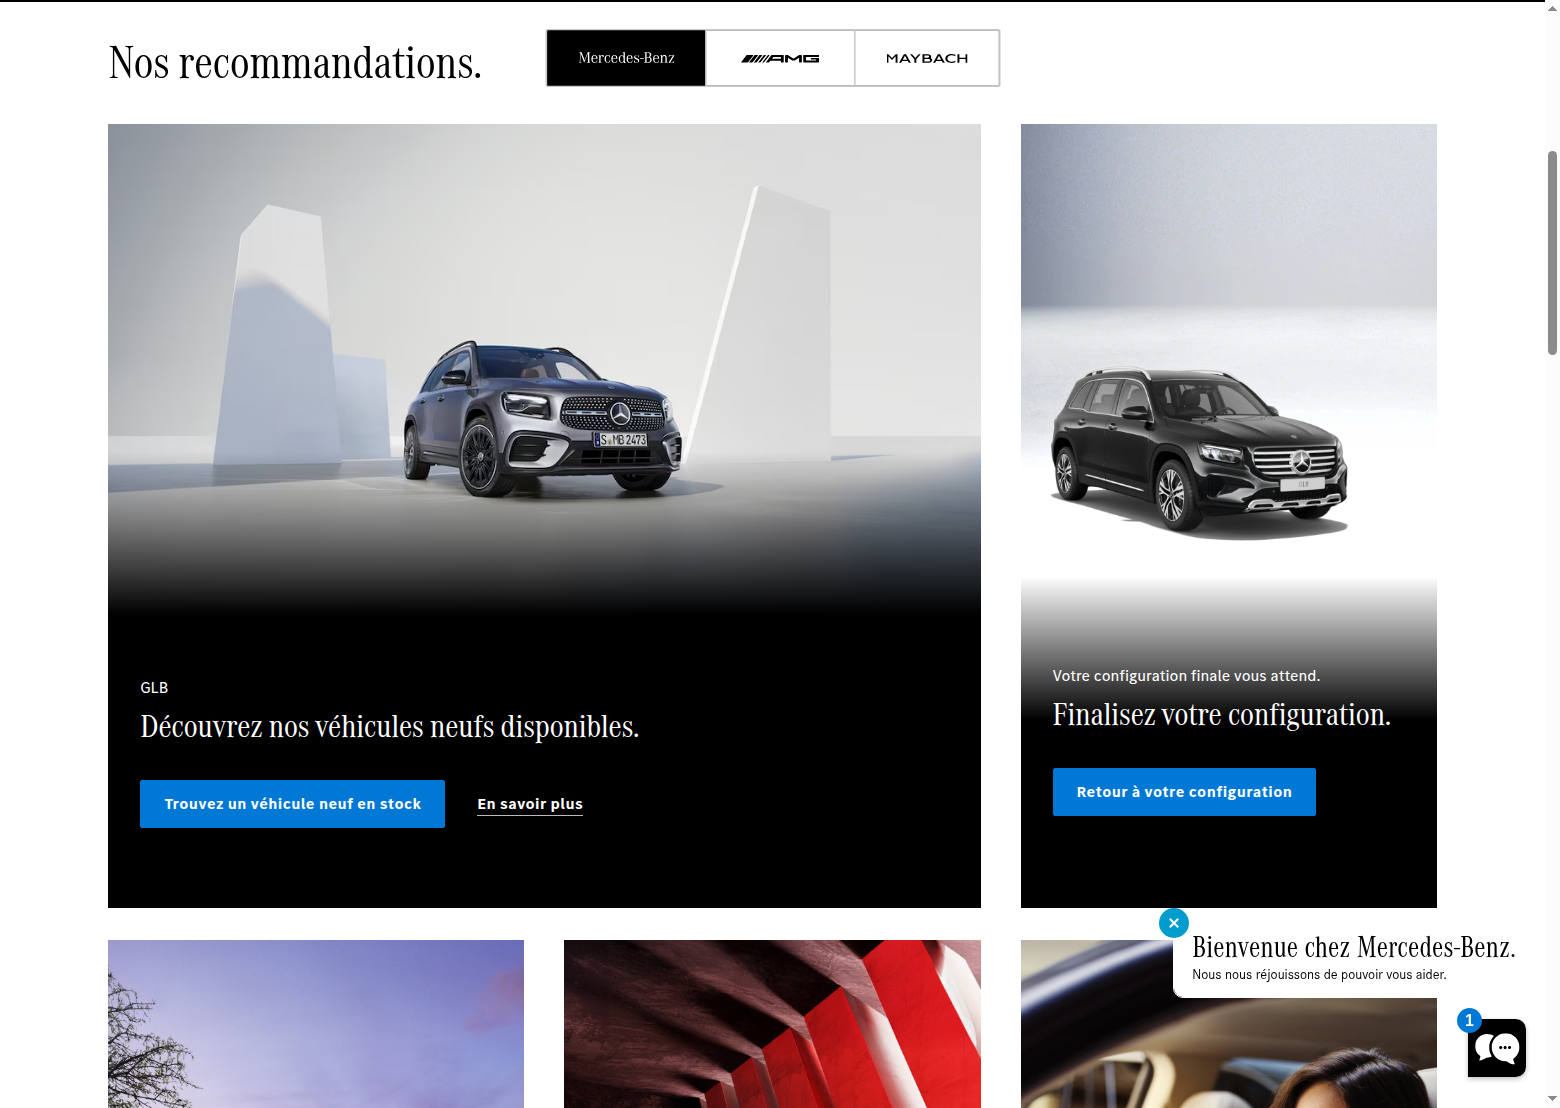 Nos recommandations.
Mercedes-Benz
AMG
MAYBACH
S MB 2473
GLB
GLB
Découvrez nos véhicules neufs disponibles.
Trouvez un véhicule neuf en stock
En savoir plus
Votre configuration finale vous attend.
Finalisez votre configuration.
Retour à votre configuration
Bienvenue chez Mercedes-Benz.
Nous nous réjouissons de pouvoir vous aider.
1